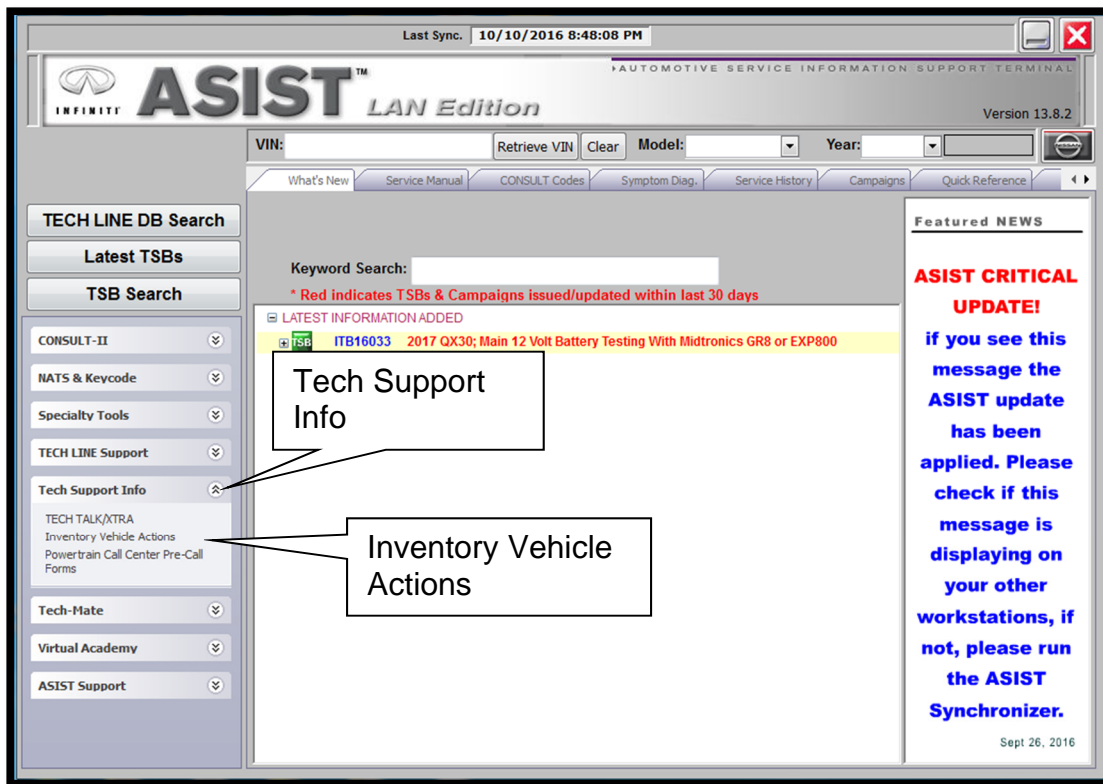 Last Sync. 10/10/2016 8:48:08 PM
INFINITI ASIST™ LAN Edition
AUTOMOTIVE SERVICE INFORMATION SUPPORT TERMINAL
Version 13.8.2
VIN: Retrieve VIN Clear Model: Year: NISSAN
What's New Service Manual CONSULT Codes Symptom Diag. Service History Campaigns Quick Reference
TECH LINE DB Search
Latest TSBs
TSB Search
CONSULT-II
NATS & Keycode
Specialty Tools
TECH LINE Support
Tech Support Info
TECH TALK/XTRA
Inventory Vehicle Actions
Powertrain Call Center Pre-Call
Forms
Tech-Mate
Virtual Academy
ASIST Support
Keyword Search:
* Red indicates TSBs & Campaigns issued/updated within last 30 days
LATEST INFORMATION ADDED
TSB ITB16033 2017 QX30; Main 12 Volt Battery Testing With Midtronics GR8 or EXP800
Tech Support
Info
Inventory Vehicle
Actions
Featured NEWS
ASIST CRITICAL
UPDATE!
if you see this
message the
ASIST update
has been
applied. Please
check if this
message is
displaying on
your other
workstations, if
not, please run
the ASIST
Synchronizer.
Sept 26, 2016